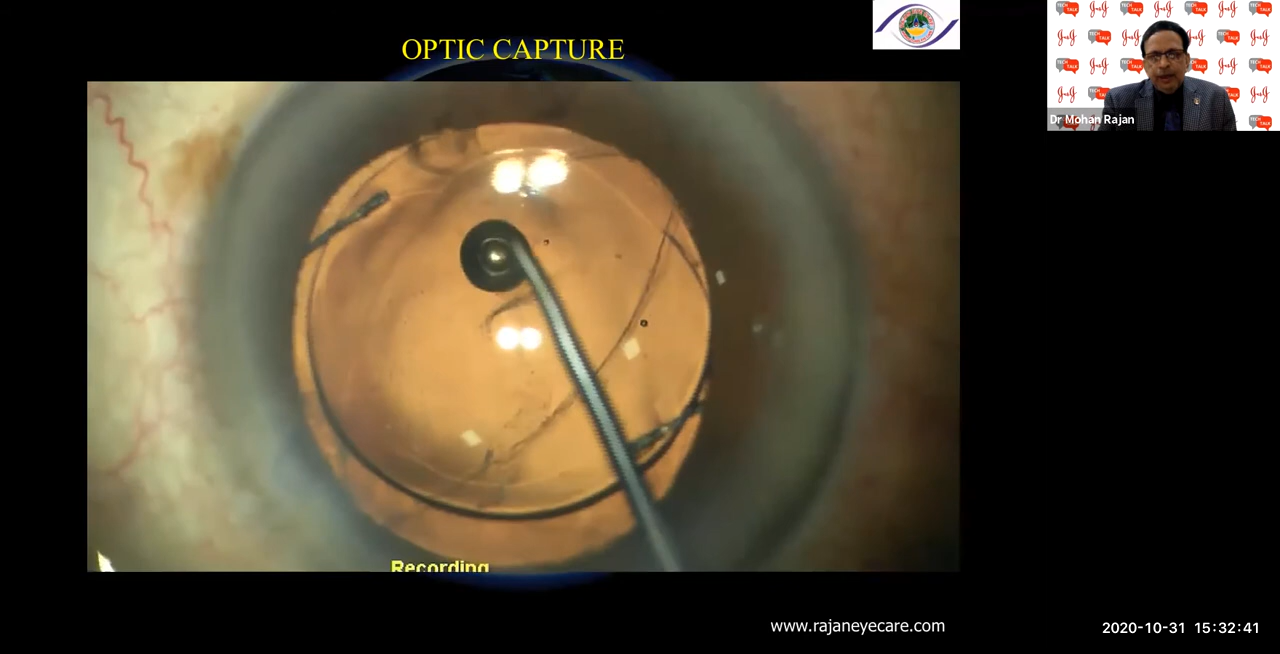 OPTIC CAPTURE
Dr Mohan Rajan
Recording
www.rajaneyecare.com
2020-10-31 15:32:41